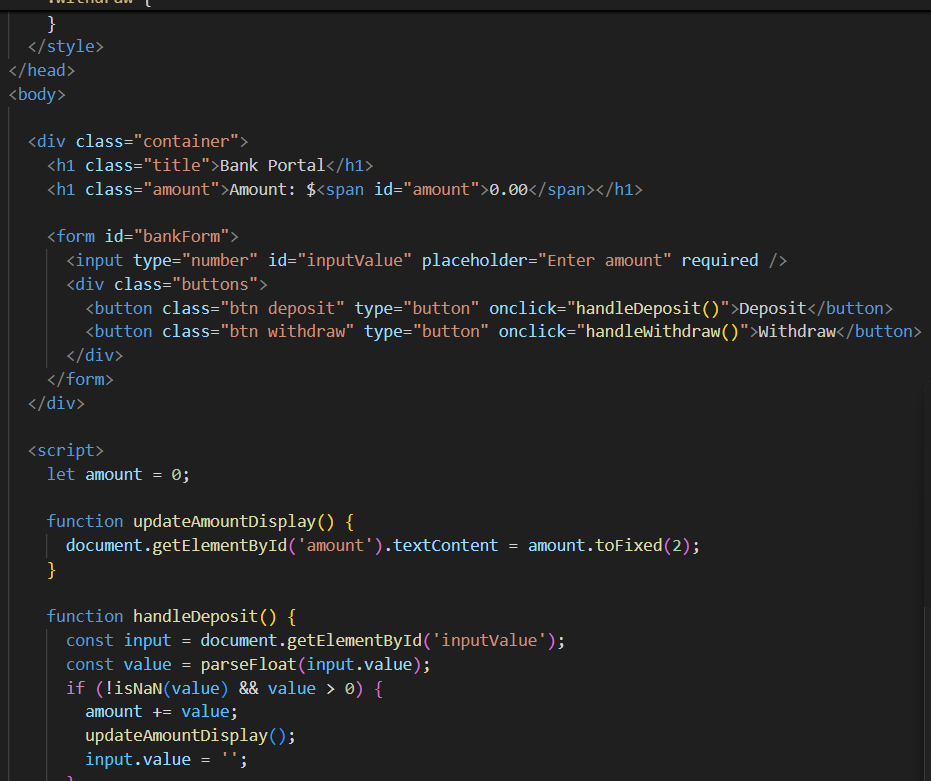 .withdraw {
    }
  </style>
</head>
<body>

  <div class="container">
    <h1 class="title">Bank Portal</h1>
    <h1 class="amount">Amount: $<span id="amount">0.00</span></h1>

    <form id="bankForm">
      <input type="number" id="inputValue" placeholder="Enter amount" required />
      <div class="buttons">
        <button class="btn deposit" type="button" onclick="handleDeposit()">Deposit</button>
        <button class="btn withdraw" type="button" onclick="handleWithdraw()">Withdraw</button>
      </div>
    </form>
  </div>

  <script>
    let amount = 0;

    function updateAmountDisplay() {
      document.getElementById('amount').textContent = amount.toFixed(2);
    }

    function handleDeposit() {
      const input = document.getElementById('inputValue');
      const value = parseFloat(input.value);
      if (!isNaN(value) && value > 0) {
        amount += value;
        updateAmountDisplay();
        input.value = '';
      }